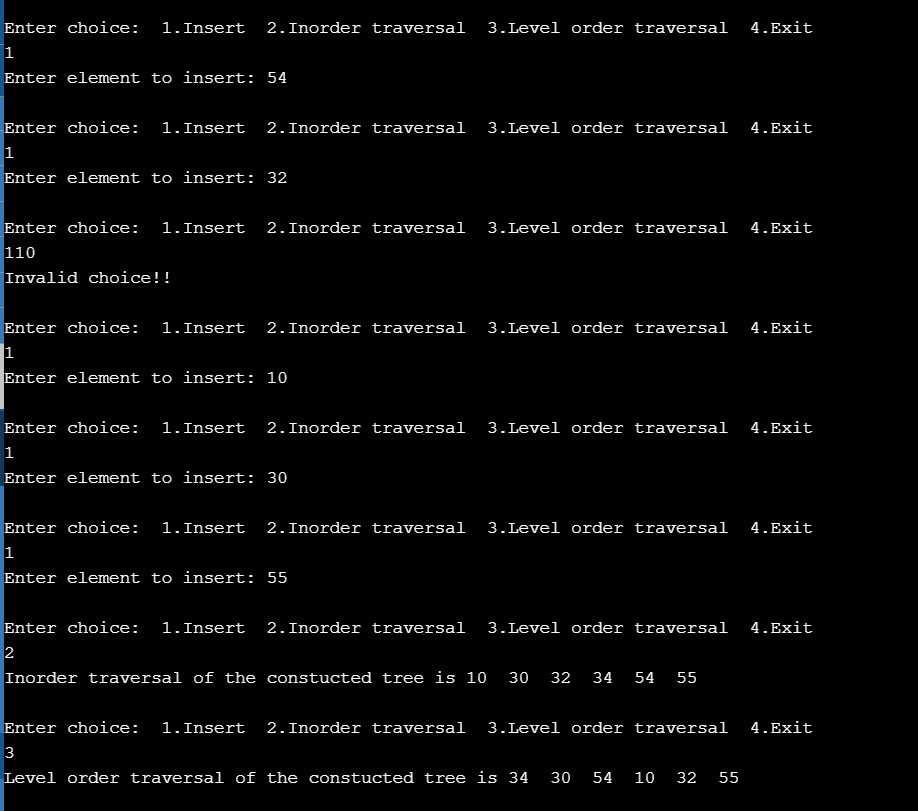 Enter choice:  1.Insert  2.Inorder traversal  3.Level order traversal  4.Exit
1
Enter element to insert: 54
Enter choice:  1.Insert  2.Inorder traversal  3.Level order traversal  4.Exit
1
Enter element to insert: 32
Enter choice:  1.Insert  2.Inorder traversal  3.Level order traversal  4.Exit
110
Invalid choice!!
Enter choice:  1.Insert  2.Inorder traversal  3.Level order traversal  4.Exit
1
Enter element to insert: 10
Enter choice:  1.Insert  2.Inorder traversal  3.Level order traversal  4.Exit
1
Enter element to insert: 30
Enter choice:  1.Insert  2.Inorder traversal  3.Level order traversal  4.Exit
1
Enter element to insert: 55
Enter choice:  1.Insert  2.Inorder traversal  3.Level order traversal  4.Exit
2
Inorder traversal of the constucted tree is 10  30  32  34  54  55
Enter choice:  1.Insert  2.Inorder traversal  3.Level order traversal  4.Exit
3
Level order traversal of the constucted tree is 34  30  54  10  32  55